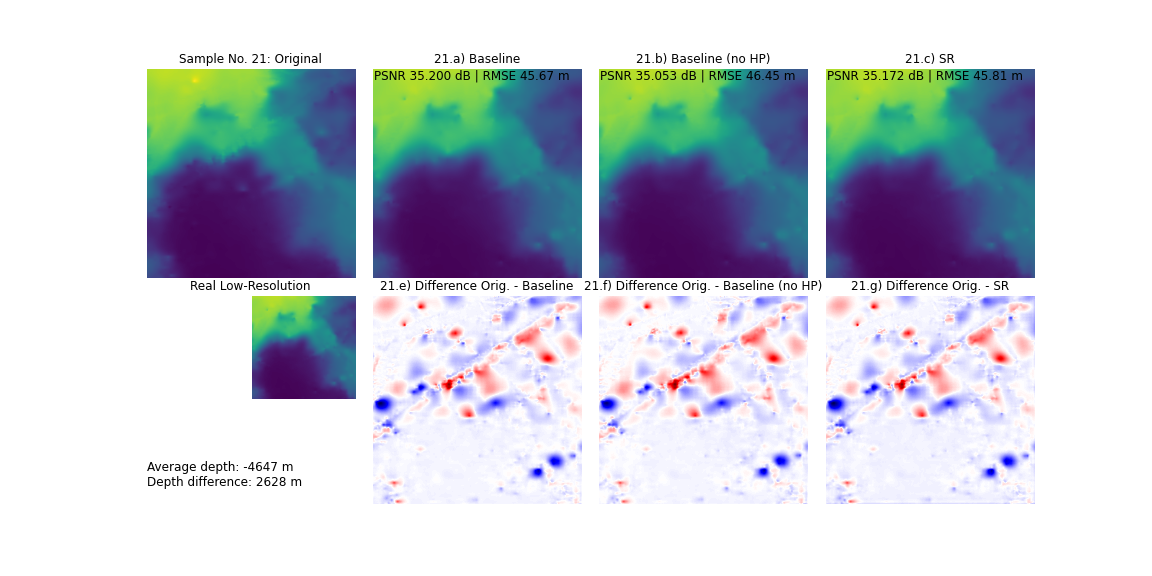 Sample No. 21: Original
21.a) Baseline
21.b) Baseline (no HP)
21.c) SR
PSNR 35.200 dB | RMSE 45.67 m
PSNR 35.053 dB | RMSE 46.45 m
PSNR 35.172 dB | RMSE 45.81 m
Real Low-Resolution
21.e) Difference Orig. - Baseline
21.f) Difference Orig. - Baseline (no HP)
21.g) Difference Orig. - SR
Average depth: -4647 m
Depth difference: 2628 m